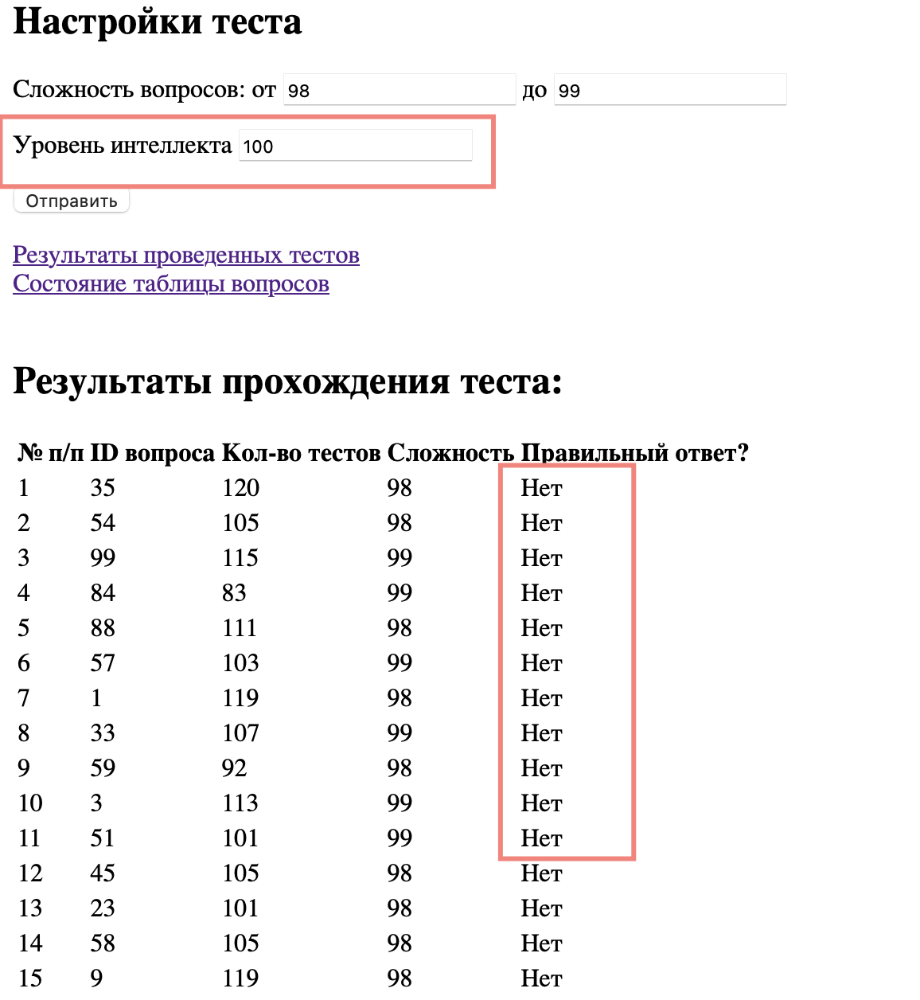 Настройки теста
Сложность вопросов: от 98 до 99
Уровень интеллекта 100
Отправить
Результаты проведенных тестов
Состояние таблицы вопросов
Результаты прохождения теста:
№ п/п ID вопроса Кол-во тестов Сложность Правильный ответ?
1 35 120 98 Нет
2 54 105 98 Нет
3 99 115 99 Нет
4 84 83 99 Нет
5 88 111 98 Нет
6 57 103 99 Нет
7 1 119 98 Нет
8 33 107 99 Нет
9 59 92 98 Нет
10 3 113 99 Нет
11 51 101 99 Нет
12 45 105 98 Нет
13 23 101 98 Нет
14 58 105 98 Нет
15 9 119 98 Нет